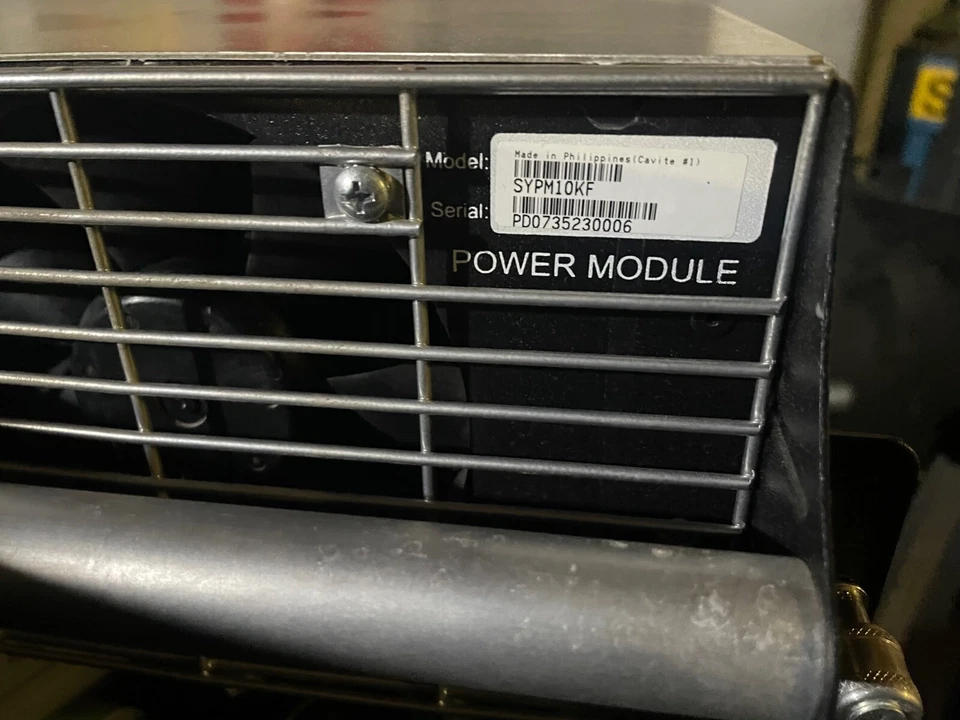 Model:
Made in Philippines(Cavite #1)
SYPM10KF
Serial:
PD0735230006
POWER MODULE